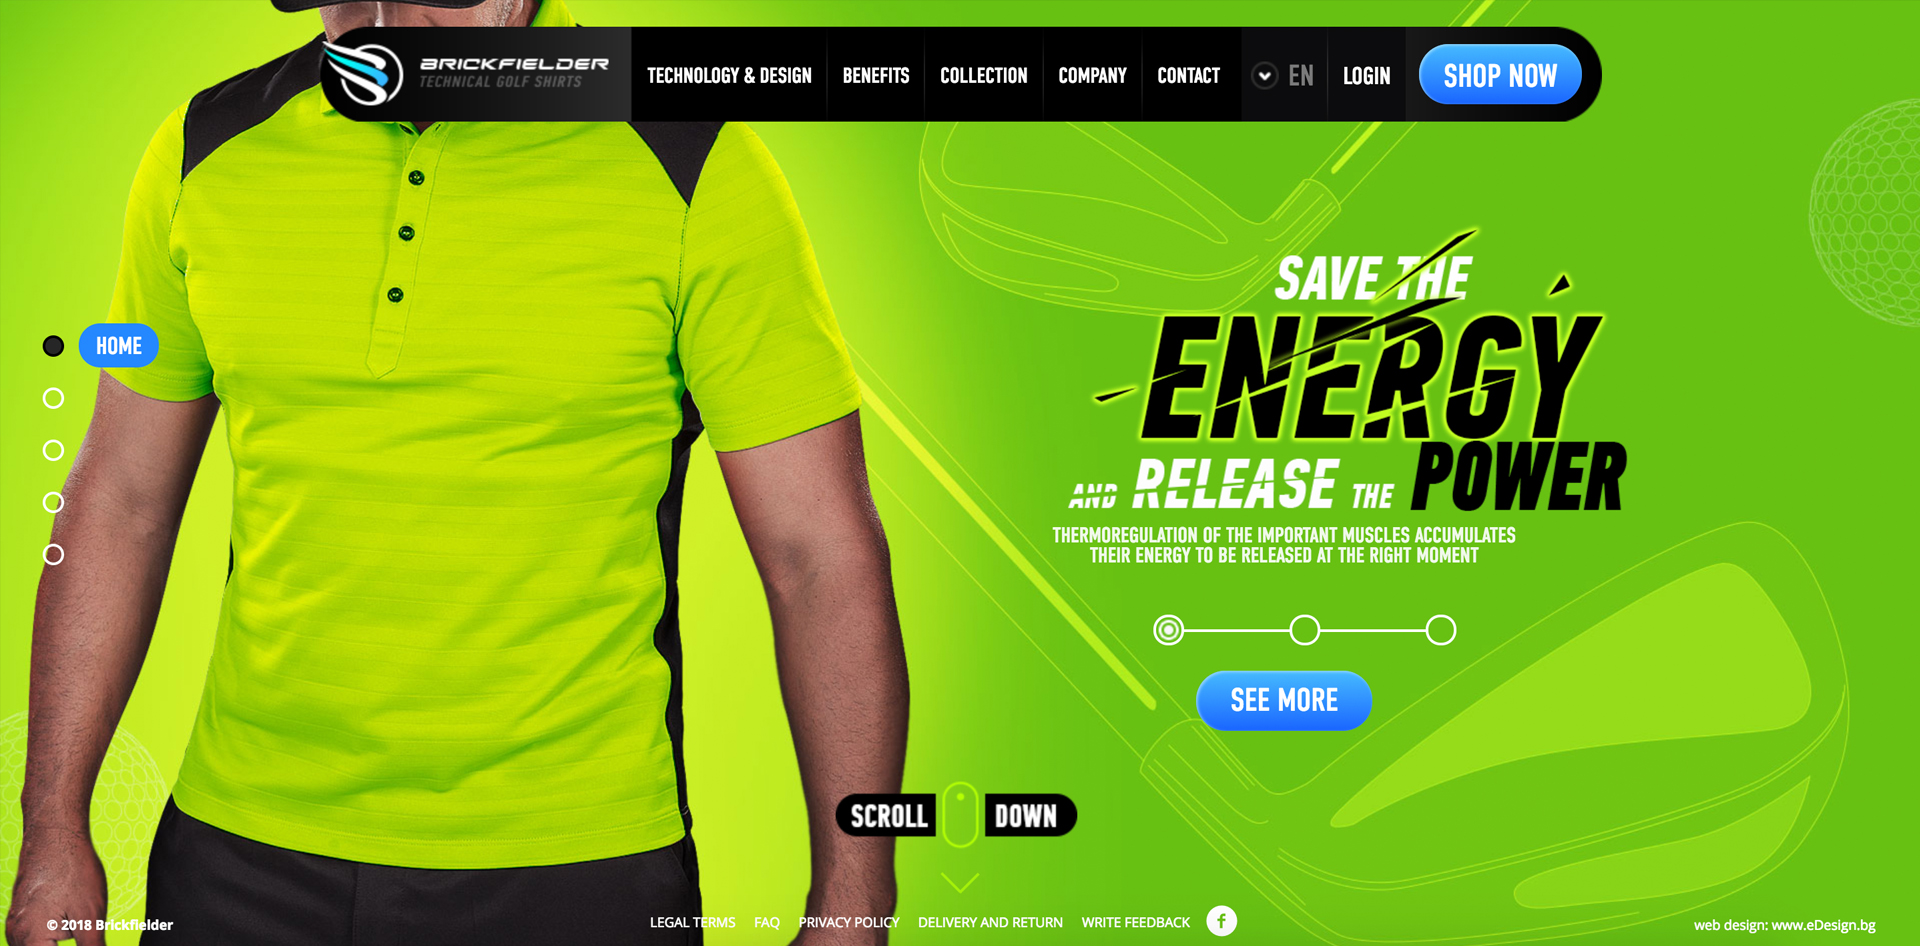 BRICKFIELDER
TECHNICAL GOLF SHIRTS
TECHNOLOGY & DESIGN
BENEFITS
COLLECTION
COMPANY
CONTACT
EN
LOGIN
SHOP NOW
HOME
SAVE THE
ENERGY
AND RELEASE THE POWER
THERMOREGULATION OF THE IMPORTANT MUSCLES ACCUMULATES
THEIR ENERGY TO BE RELEASED AT THE RIGHT MOMENT
SEE MORE
SCROLL DOWN
© 2018 Brickfielder
LEGAL TERMS
FAQ
PRIVACY POLICY
DELIVERY AND RETURN
WRITE FEEDBACK
f
web design: www.eDesign.bg